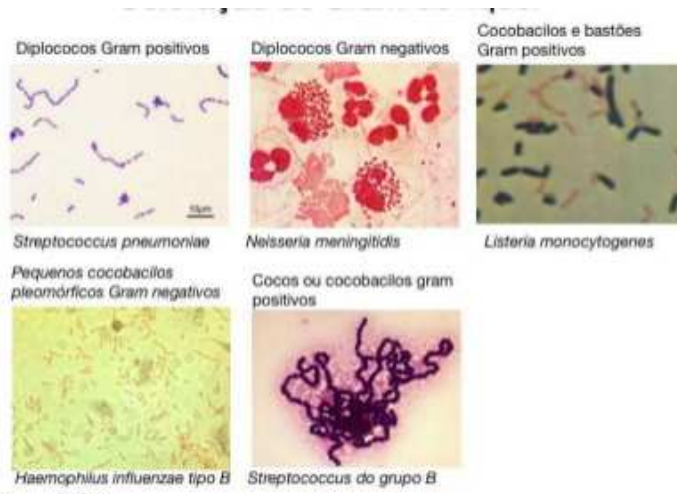 Diplococos Gram positivos
Diplococos Gram negativos
Cocobacilos e bastões
Gram positivos
10µm
Streptococcus pneumoniae
Neisseria meningitidis
Listeria monocytogenes
Pequenos cocobacilos
pleomórficos Gram negativos
Cocos ou cocobacilos gram
positivos
Haemophilus influenzae tipo B
Streptococcus do grupo B